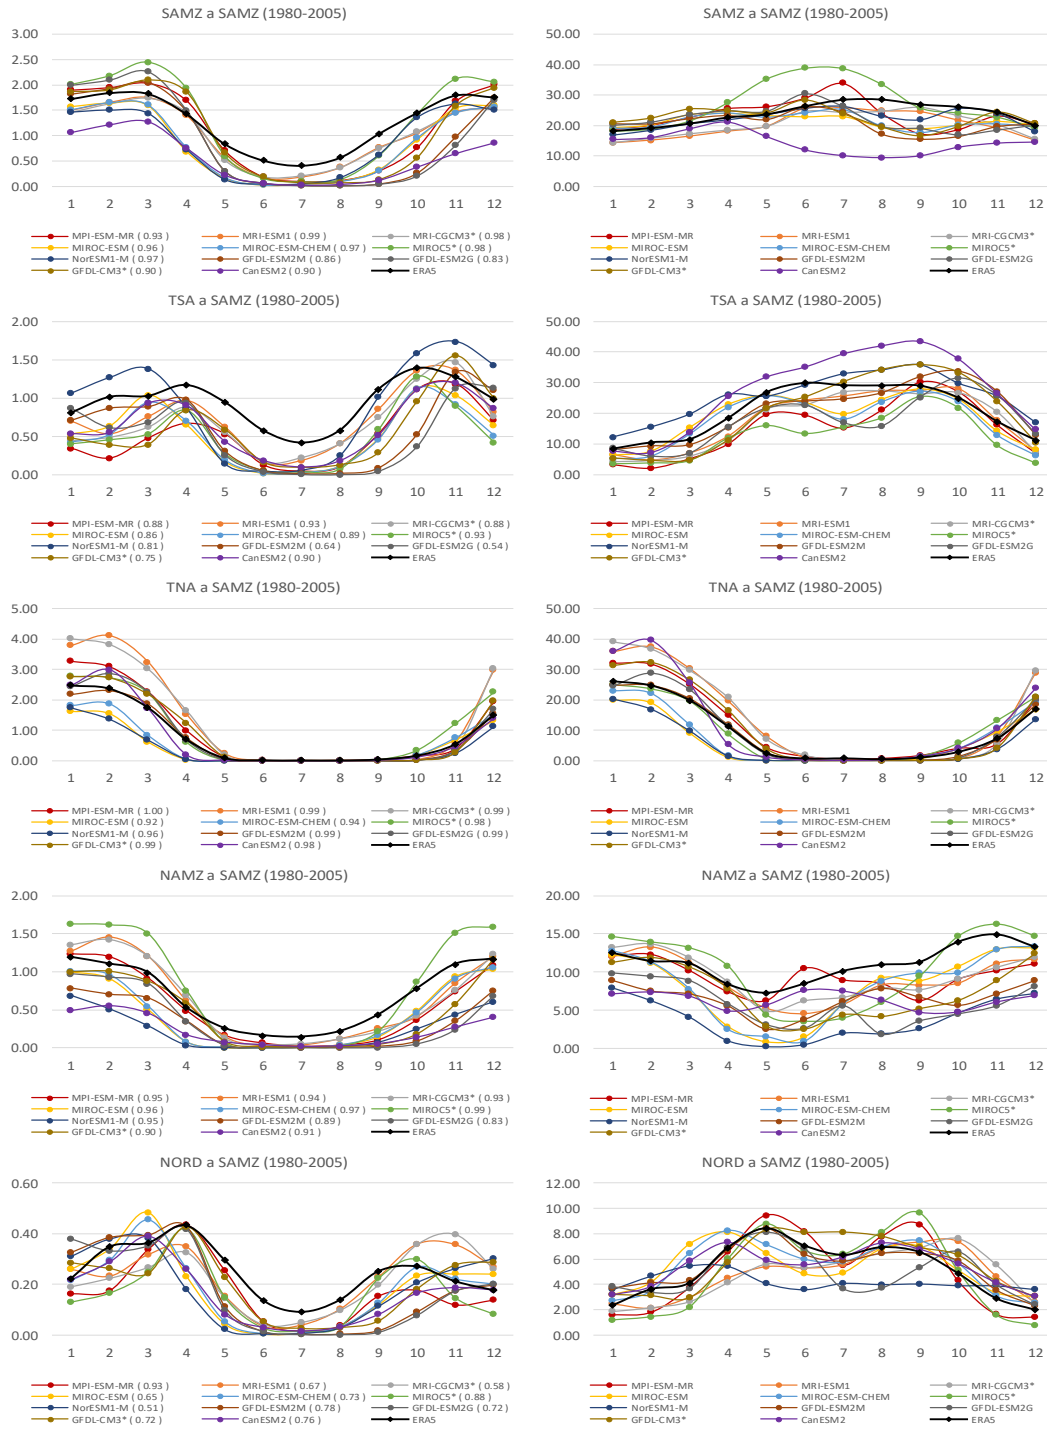 SAMZ a SAMZ (1980-2005)
3.00
2.50
2.00
1.50
1.00
0.50
0.00
1 2 3 4 5 6 7 8 9 10 11 12
MPI-ESM-MR ( 0.93 ) MRI-ESM1 ( 0.99 ) MRI-CGCM3* ( 0.98 )
MIROC-ESM ( 0.96 ) MIROC-ESM-CHEM ( 0.97 ) MIROC5* ( 0.98 )
NorESM1-M ( 0.97 ) GFDL-ESM2M ( 0.86 ) GFDL-ESM2G ( 0.83 )
GFDL-CM3* ( 0.90 ) CanESM2 ( 0.90 ) ERA5
SAMZ a SAMZ (1980-2005)
50.00
40.00
30.00
20.00
10.00
0.00
1 2 3 4 5 6 7 8 9 10 11 12
MPI-ESM-MR MRI-ESM1 MRI-CGCM3*
MIROC-ESM MIROC-ESM-CHEM MIROC5*
NorESM1-M GFDL-ESM2M GFDL-ESM2G
GFDL-CM3* CanESM2 ERA5
TSA a SAMZ (1980-2005)
2.00
1.50
1.00
0.50
0.00
1 2 3 4 5 6 7 8 9 10 11 12
MPI-ESM-MR ( 0.88 ) MRI-ESM1 ( 0.93 ) MRI-CGCM3* ( 0.88 )
MIROC-ESM ( 0.86 ) MIROC-ESM-CHEM ( 0.89 ) MIROC5* ( 0.93 )
NorESM1-M ( 0.81 ) GFDL-ESM2M ( 0.64 ) GFDL-ESM2G ( 0.54 )
GFDL-CM3* ( 0.75 ) CanESM2 ( 0.90 ) ERA5
TSA a SAMZ (1980-2005)
50.00
40.00
30.00
20.00
10.00
0.00
1 2 3 4 5 6 7 8 9 10 11 12
MPI-ESM-MR MRI-ESM1 MRI-CGCM3*
MIROC-ESM MIROC-ESM-CHEM MIROC5*
NorESM1-M GFDL-ESM2M GFDL-ESM2G
GFDL-CM3* CanESM2 ERA5
TNA a SAMZ (1980-2005)
5.00
4.00
3.00
2.00
1.00
0.00
1 2 3 4 5 6 7 8 9 10 11 12
MPI-ESM-MR ( 1.00 ) MRI-ESM1 ( 0.99 ) MRI-CGCM3* ( 0.99 )
MIROC-ESM ( 0.92 ) MIROC-ESM-CHEM ( 0.94 ) MIROC5* ( 0.98 )
NorESM1-M ( 0.96 ) GFDL-ESM2M ( 0.99 ) GFDL-ESM2G ( 0.99 )
GFDL-CM3* ( 0.99 ) CanESM2 ( 0.98 ) ERA5
TNA a SAMZ (1980-2005)
50.00
40.00
30.00
20.00
10.00
0.00
1 2 3 4 5 6 7 8 9 10 11 12
MPI-ESM-MR MRI-ESM1 MRI-CGCM3*
MIROC-ESM MIROC-ESM-CHEM MIROC5*
NorESM1-M GFDL-ESM2M GFDL-ESM2G
GFDL-CM3* CanESM2 ERA5
NAMZ a SAMZ (1980-2005)
2.00
1.50
1.00
0.50
0.00
1 2 3 4 5 6 7 8 9 10 11 12
MPI-ESM-MR ( 0.95 ) MRI-ESM1 ( 0.94 ) MRI-CGCM3* ( 0.93 )
MIROC-ESM ( 0.96 ) MIROC-ESM-CHEM ( 0.97 ) MIROC5* ( 0.99 )
NorESM1-M ( 0.95 ) GFDL-ESM2M ( 0.89 ) GFDL-ESM2G ( 0.83 )
GFDL-CM3* ( 0.90 ) CanESM2 ( 0.91 ) ERA5
NAMZ a SAMZ (1980-2005)
20.00
15.00
10.00
5.00
0.00
1 2 3 4 5 6 7 8 9 10 11 12
MPI-ESM-MR MRI-ESM1 MRI-CGCM3*
MIROC-ESM MIROC-ESM-CHEM MIROC5*
NorESM1-M GFDL-ESM2M GFDL-ESM2G
GFDL-CM3* CanESM2 ERA5
NORD a SAMZ (1980-2005)
0.60
0.40
0.20
0.00
1 2 3 4 5 6 7 8 9 10 11 12
MPI-ESM-MR ( 0.93 ) MRI-ESM1 ( 0.67 ) MRI-CGCM3* ( 0.58 )
MIROC-ESM ( 0.65 ) MIROC-ESM-CHEM ( 0.73 ) MIROC5* ( 0.88 )
NorESM1-M ( 0.51 ) GFDL-ESM2M ( 0.78 ) GFDL-ESM2G ( 0.72 )
GFDL-CM3* ( 0.72 ) CanESM2 ( 0.76 ) ERA5
NORD a SAMZ (1980-2005)
12.00
10.00
8.00
6.00
4.00
2.00
0.00
1 2 3 4 5 6 7 8 9 10 11 12
MPI-ESM-MR MRI-ESM1 MRI-CGCM3*
MIROC-ESM MIROC-ESM-CHEM MIROC5*
NorESM1-M GFDL-ESM2M GFDL-ESM2G
GFDL-CM3* CanESM2 ERA5